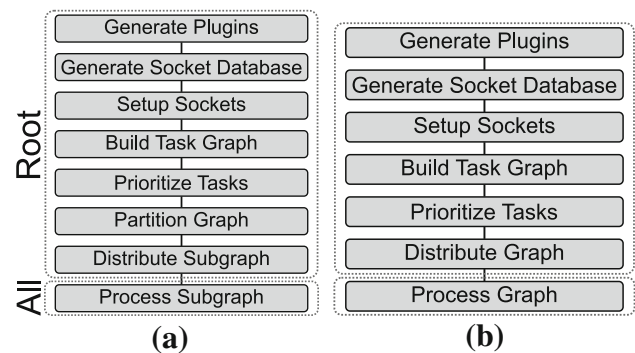 Root
All
Generate Plugins
Generate Socket Database
Setup Sockets
Build Task Graph
Prioritize Tasks
Partition Graph
Distribute Subgraph
Process Subgraph
(a)
Generate Plugins
Generate Socket Database
Setup Sockets
Build Task Graph
Prioritize Tasks
Distribute Graph
Process Graph
(b)